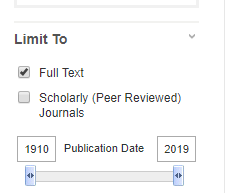 Limit To
Full Text
Scholarly (Peer Reviewed)
Journals
1910 Publication Date 2019